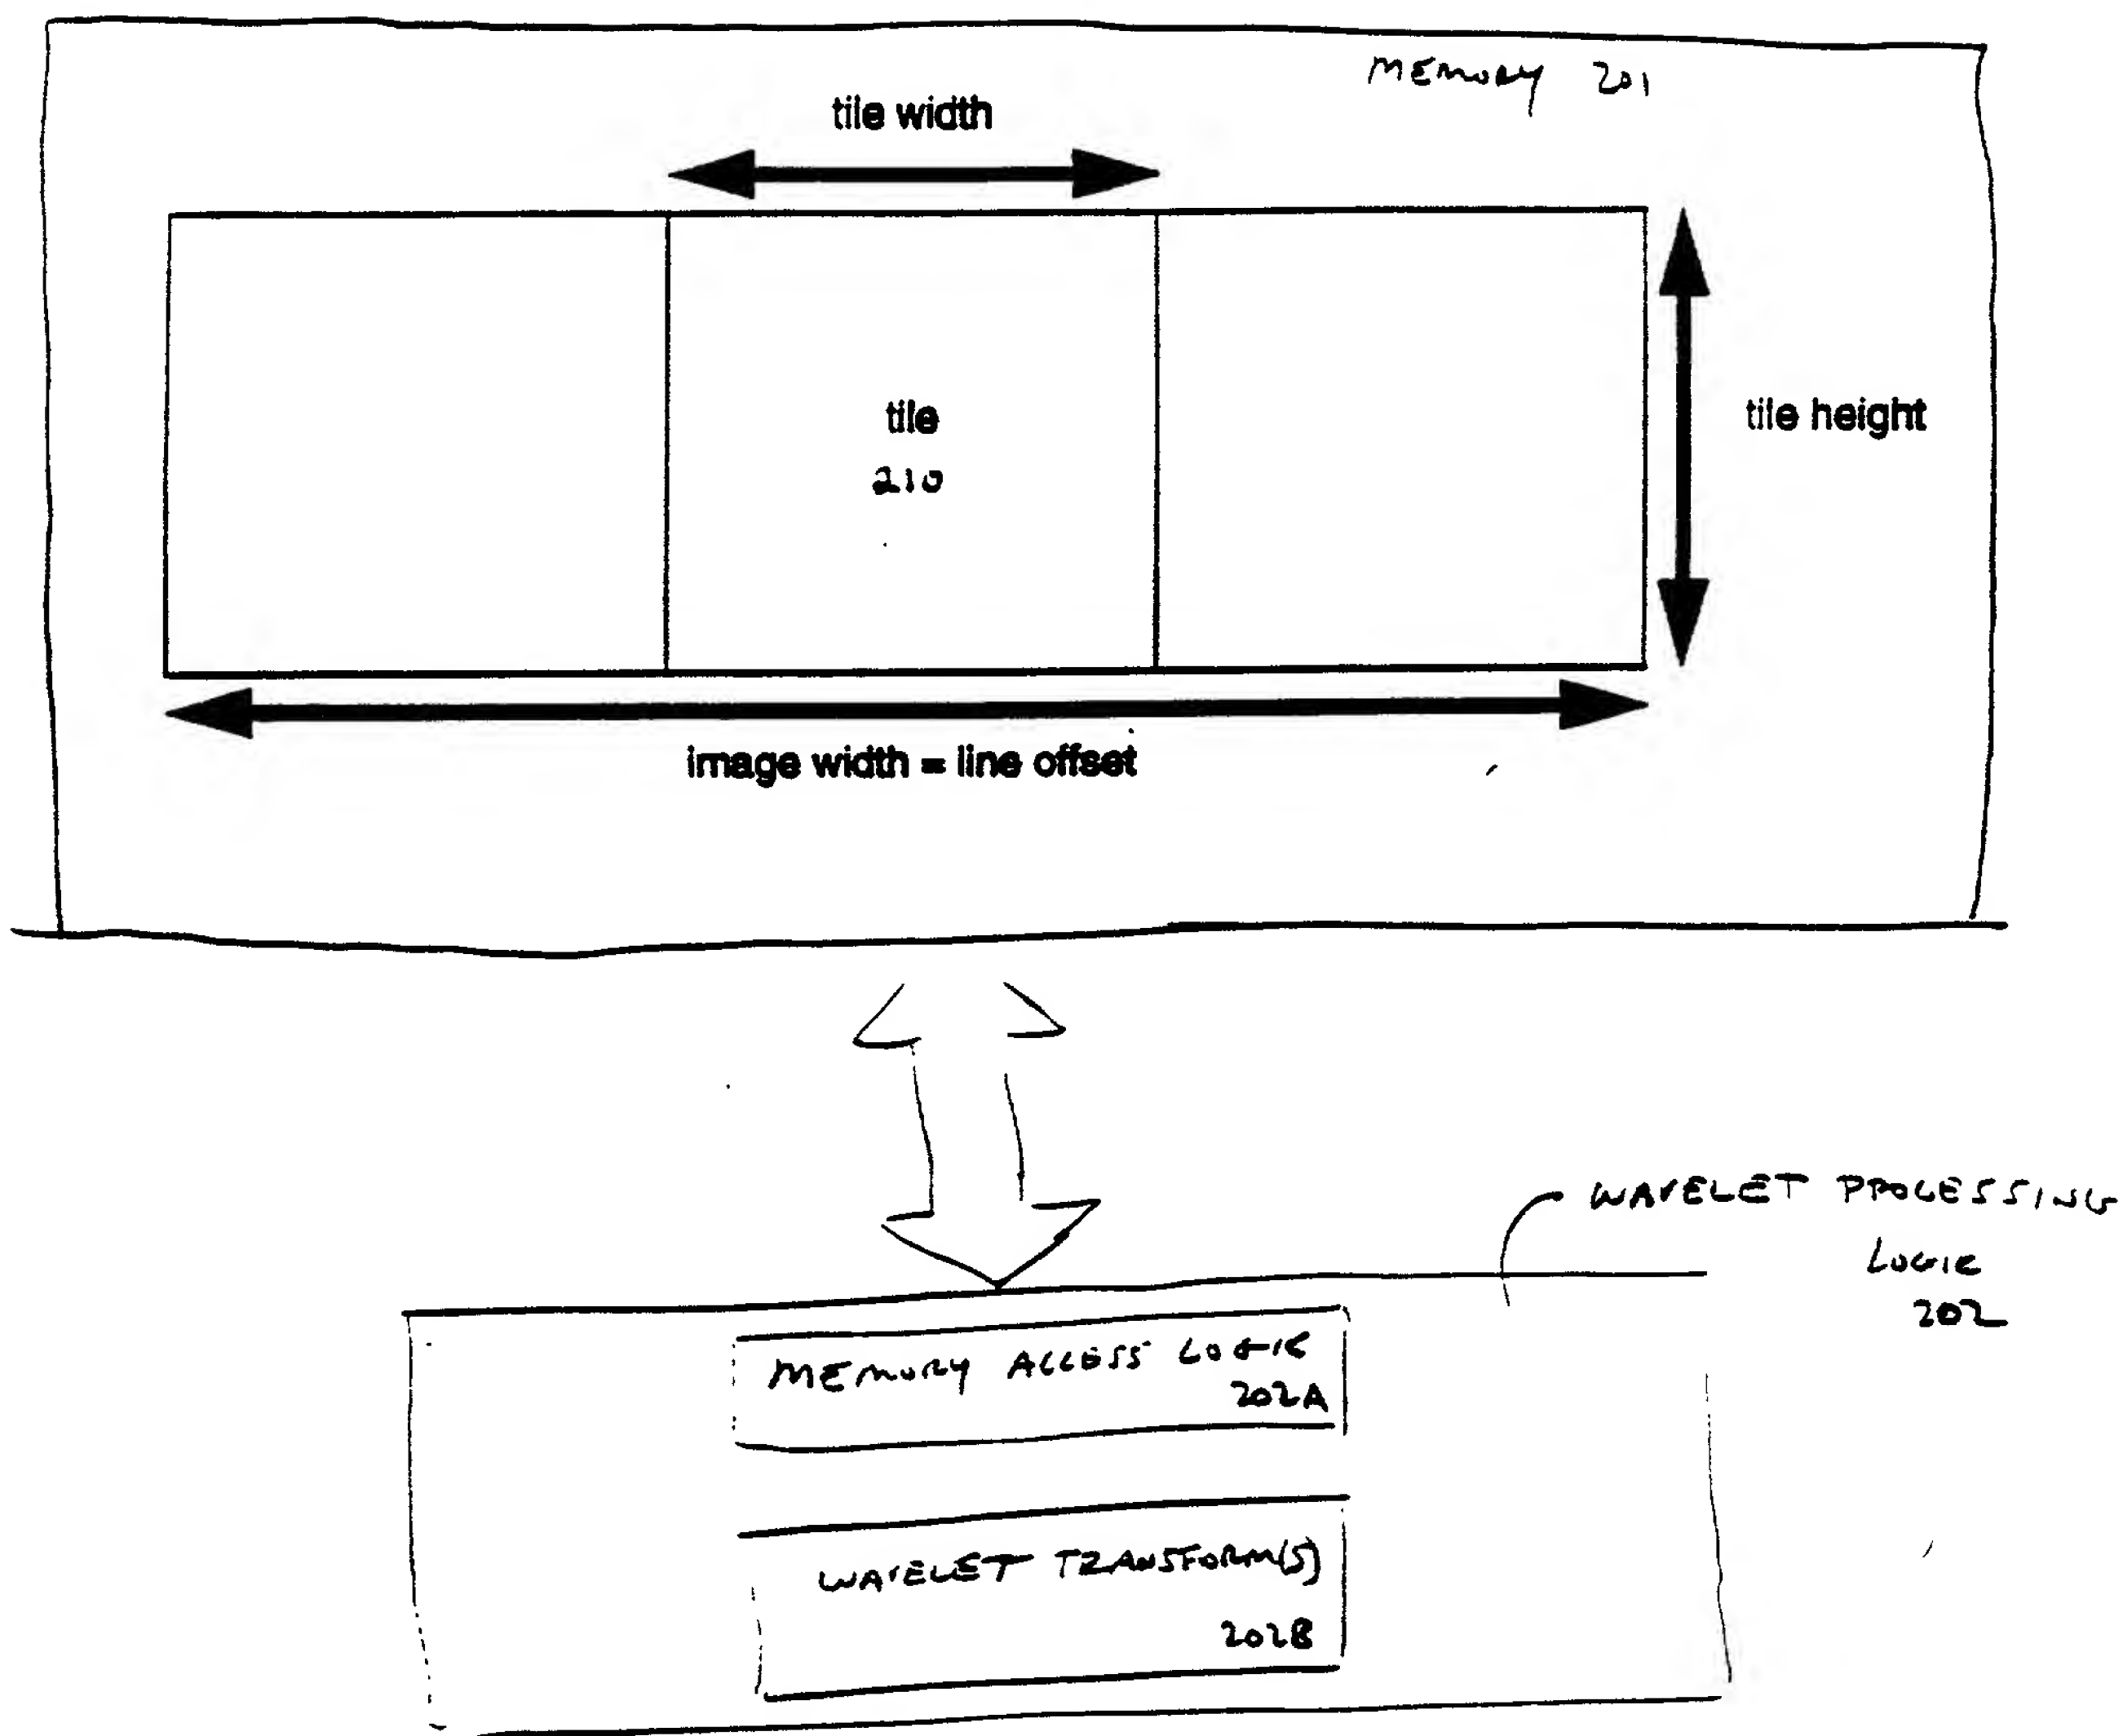 MEMORY 201
tile width
tile
210
tile height
image width = line offset
WAVELET PROCESSING
LOGIC
202
MEMORY ACCESS LOGIC
202A
WAVELET TRANSFORM(S)
202B